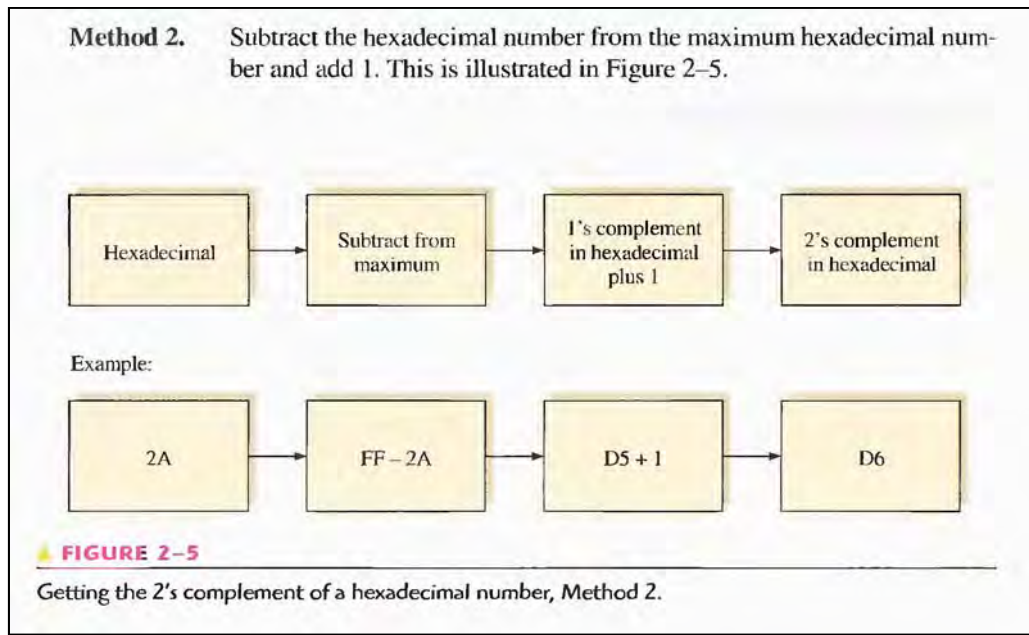 Method 2. Subtract the hexadecimal number from the maximum hexadecimal num-
ber and add 1. This is illustrated in Figure 2–5.
Hexadecimal
Subtract from
maximum
1's complement
in hexadecimal
plus 1
2's complement
in hexadecimal
Example:
2A
FF – 2A
D5 + 1
D6
FIGURE 2–5
Getting the 2's complement of a hexadecimal number, Method 2.